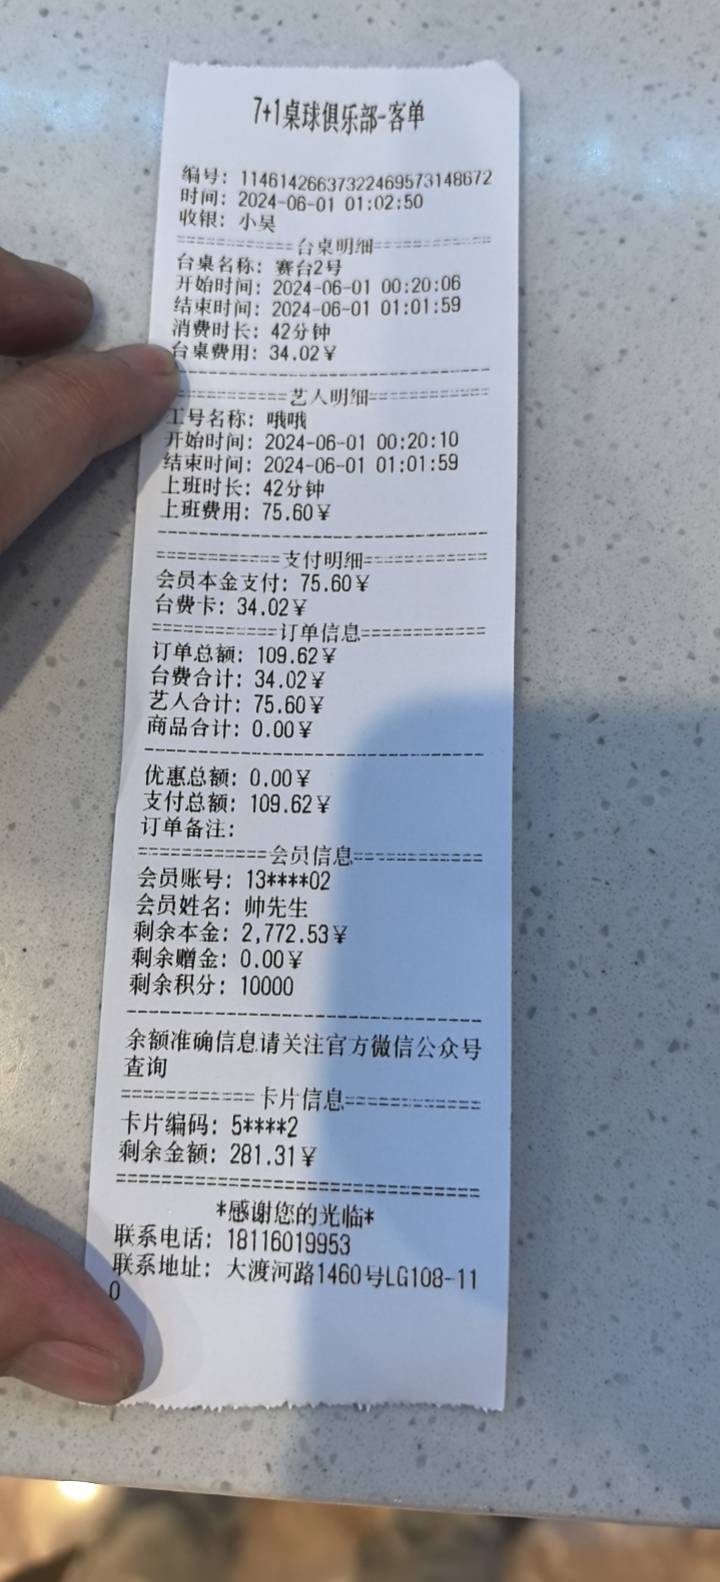 7+1桌球俱乐部-客单
编号: 11461426637322469573148672
时间: 2024-06-01 01:02:50
收银: 小昊
============台桌明细============
台桌名称: 赛台2号
开始时间: 2024-06-01 00:20:06
结束时间: 2024-06-01 01:01:59
消费时长: 42分钟
台桌费用: 34.02¥
--------------------------------
============艺人明细============
工号名称: 哦哦
开始时间: 2024-06-01 00:20:10
结束时间: 2024-06-01 01:01:59
上班时长: 42分钟
上班费用: 75.60¥
--------------------------------
============支付明细============
会员本金支付: 75.60¥
台费卡: 34.02¥
============订单信息============
订单总额: 109.62¥
台费合计: 34.02¥
艺人合计: 75.60¥
商品合计: 0.00¥
--------------------------------
优惠总额: 0.00¥
支付总额: 109.62¥
订单备注:
============会员信息============
会员账号: 13****02
会员姓名: 帅先生
剩余本金: 2,772.53¥
剩余赠金: 0.00¥
剩余积分: 10000
--------------------------------
余额准确信息请关注官方微信公众号
查询
============卡片信息============
卡片编码: 5****2
剩余金额: 281.31¥
================================
*感谢您的光临*
联系电话: 18116019953
联系地址: 大渡河路1460号LG108-11
0